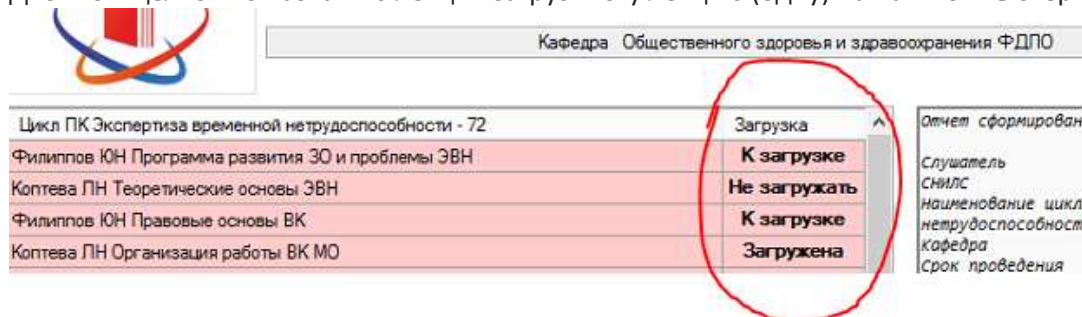 Кафедра Общественного здоровья и здравоохранения ФДПО
Цикл ПК Экспертиза временной нетрудоспособности - 72 Загрузка
Филиппов ЮН Программа развития ЗО и проблемы ЭВН К загрузке
Коптева ЛН Теоретические основы ЭВН Не загружать
Филиппов ЮН Правовые основы ВК К загрузке
Коптева ЛН Организация работы ВК МО Загружена
Отчет сформирован
Слушатель
СНИЛС
Наименование цикл
нетрудоспособност
Кафедра
Срок проведения